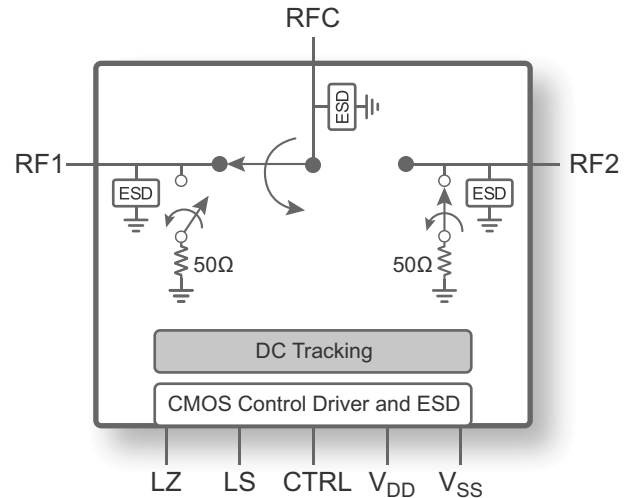 RFC
ESD
RF1
RF2
ESD
ESD
50Ω
50Ω
DC Tracking
CMOS Control Driver and ESD
LZ LS CTRL VDD VSS